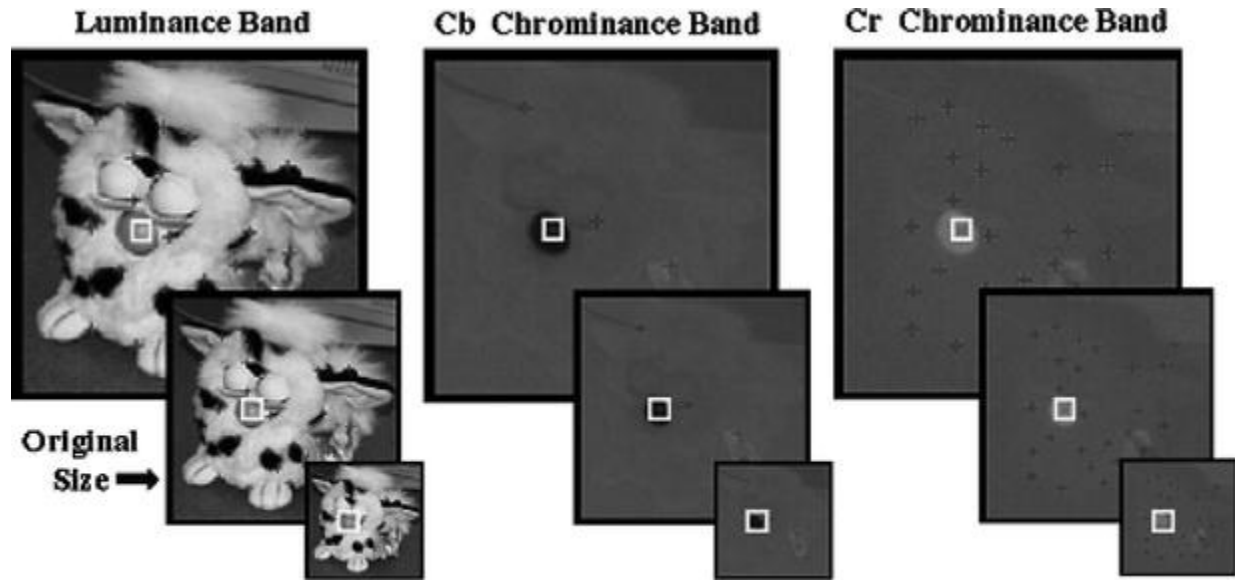 Luminance Band
Cb Chrominance Band
Cr Chrominance Band
Original
Size